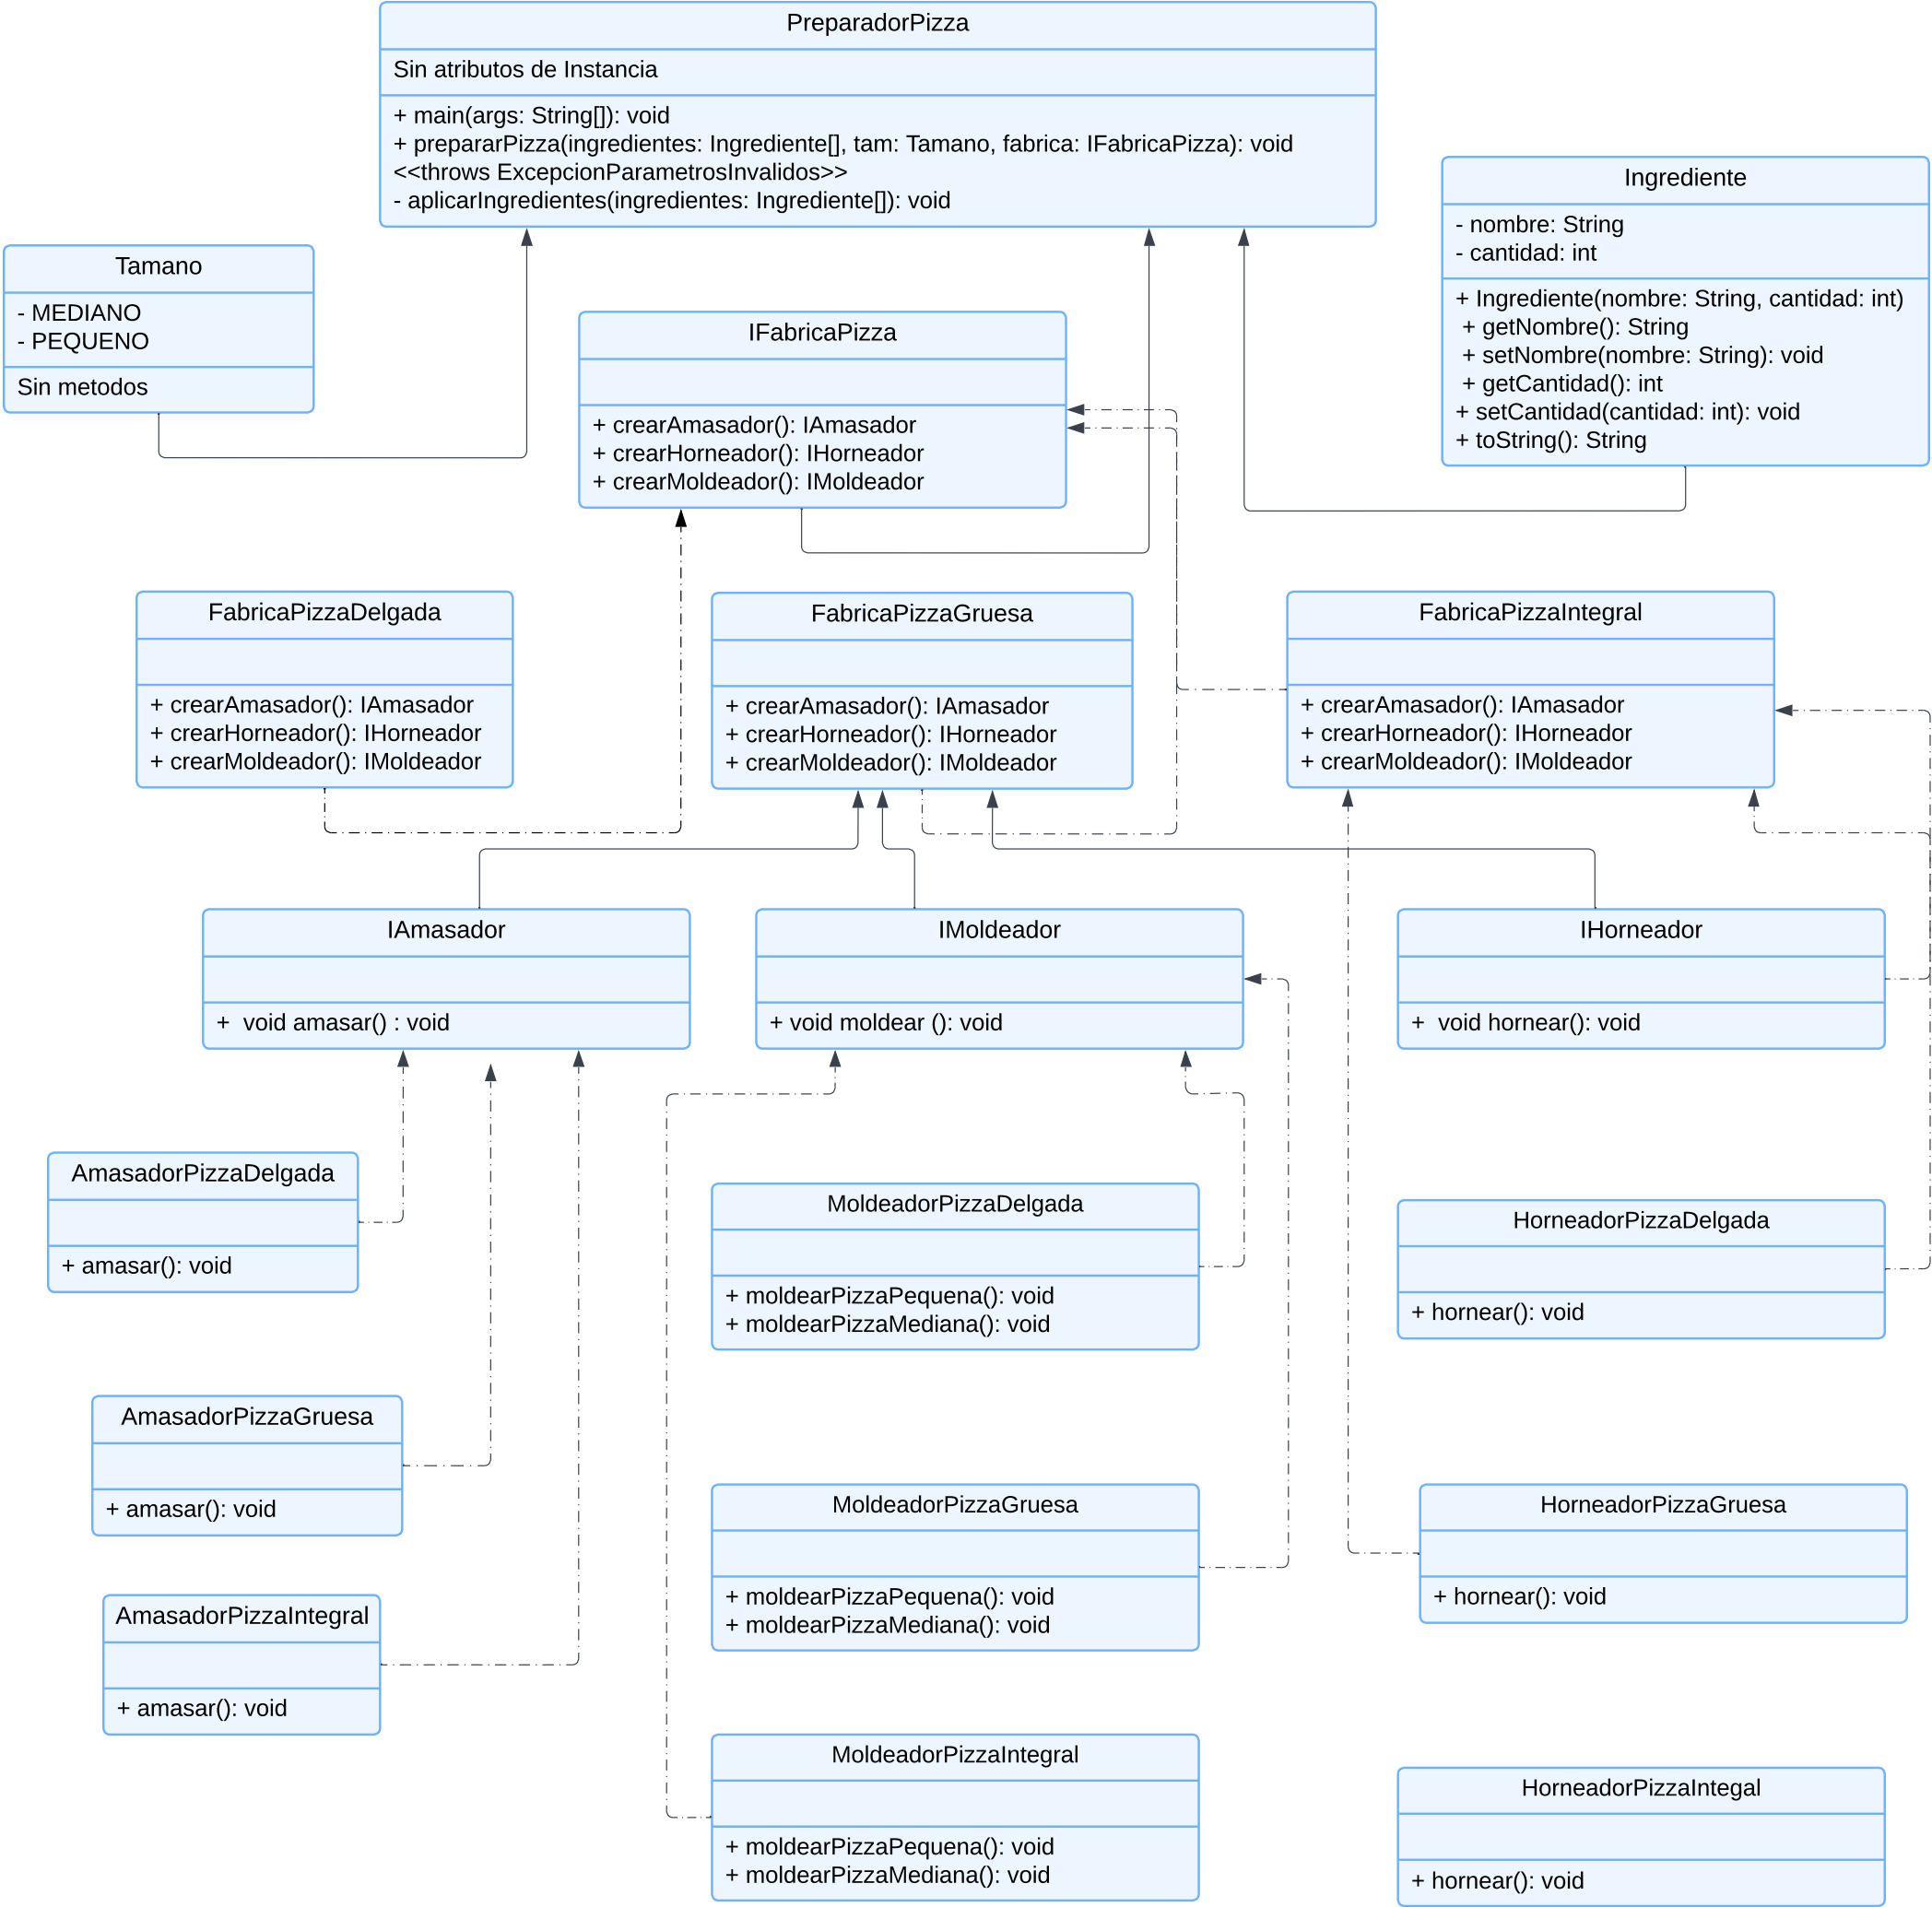 PreparadorPizza
Sin atributos de Instancia
+ main(args: String[]): void
+ prepararPizza(ingredientes: Ingrediente[], tam: Tamano, fabrica: IFabricaPizza): void
<<throws ExcepcionParametrosInvalidos>>
- aplicarIngredientes(ingredientes: Ingrediente[]): void
Ingrediente
- nombre: String
- cantidad: int
+ Ingrediente(nombre: String, cantidad: int)
+ getNombre(): String
+ setNombre(nombre: String): void
+ getCantidad(): int
+ setCantidad(cantidad: int): void
+ toString(): String
Tamano
- MEDIANO
- PEQUENO
Sin metodos
IFabricaPizza
+ crearAmasador(): IAmasador
+ crearHorneador(): IHorneador
+ crearMoldeador(): IMoldeador
FabricaPizzaDelgada
+ crearAmasador(): IAmasador
+ crearHorneador(): IHorneador
+ crearMoldeador(): IMoldeador
FabricaPizzaGruesa
+ crearAmasador(): IAmasador
+ crearHorneador(): IHorneador
+ crearMoldeador(): IMoldeador
FabricaPizzaIntegral
+ crearAmasador(): IAmasador
+ crearHorneador(): IHorneador
+ crearMoldeador(): IMoldeador
IAmasador
+  void amasar() : void
IMoldeador
+ void moldear (): void
IHorneador
+  void hornear(): void
AmasadorPizzaDelgada
+ amasar(): void
MoldeadorPizzaDelgada
+ moldearPizzaPequena(): void
+ moldearPizzaMediana(): void
HorneadorPizzaDelgada
+ hornear(): void
AmasadorPizzaGruesa
+ amasar(): void
MoldeadorPizzaGruesa
+ moldearPizzaPequena(): void
+ moldearPizzaMediana(): void
HorneadorPizzaGruesa
+ hornear(): void
AmasadorPizzaIntegral
+ amasar(): void
MoldeadorPizzaIntegral
+ moldearPizzaPequena(): void
+ moldearPizzaMediana(): void
HorneadorPizzaIntegal
+ hornear(): void